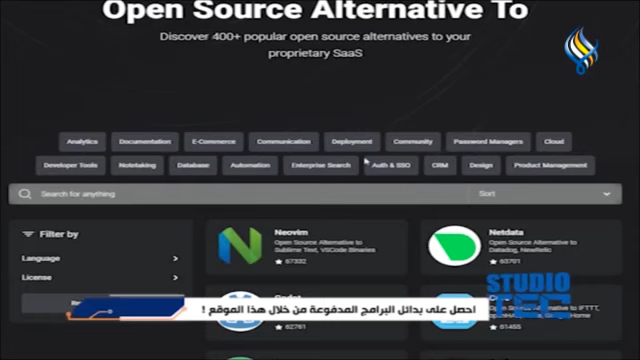 Open Source Alternative To
Discover 400+ popular open source alternatives to your
proprietary SaaS
Analytics
Documentation
E-Commerce
Communication
Deployment
Community
Password Managers
Cloud
Developer Tools
Notetaking
Database
Automation
Enterprise Search
Auth & SSO
CRM
Design
Product Management
Search for anything
Sort
Filter by
Language
License
Neovim
Open Source Alternative to
Sublime Text, VSCode Binaries
67332
Netdata
Open Source Alternative to
Datadog, NewRelic
63701
STUDIO
TEC
احصل على بدائل البرامج المدفوعة من خلال هذا الموقع !
62761
61455